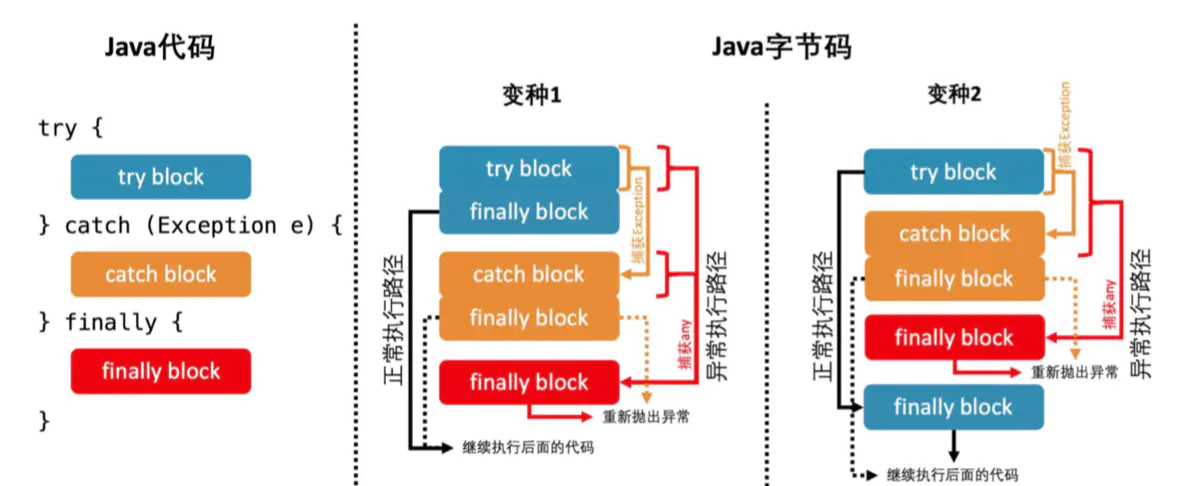 Java代码
try {
try block
} catch (Exception e) {
catch block
} finally {
finally block
}
Java字节码
变种1
try block
finally block
catch block
finally block
finally block
捕获Exception
捕获any
正常执行路径
异常执行路径
重新抛出异常
继续执行后面的代码
变种2
try block
catch block
finally block
finally block
finally block
捕获Exception
捕获any
正常执行路径
异常执行路径
重新抛出异常
继续执行后面的代码